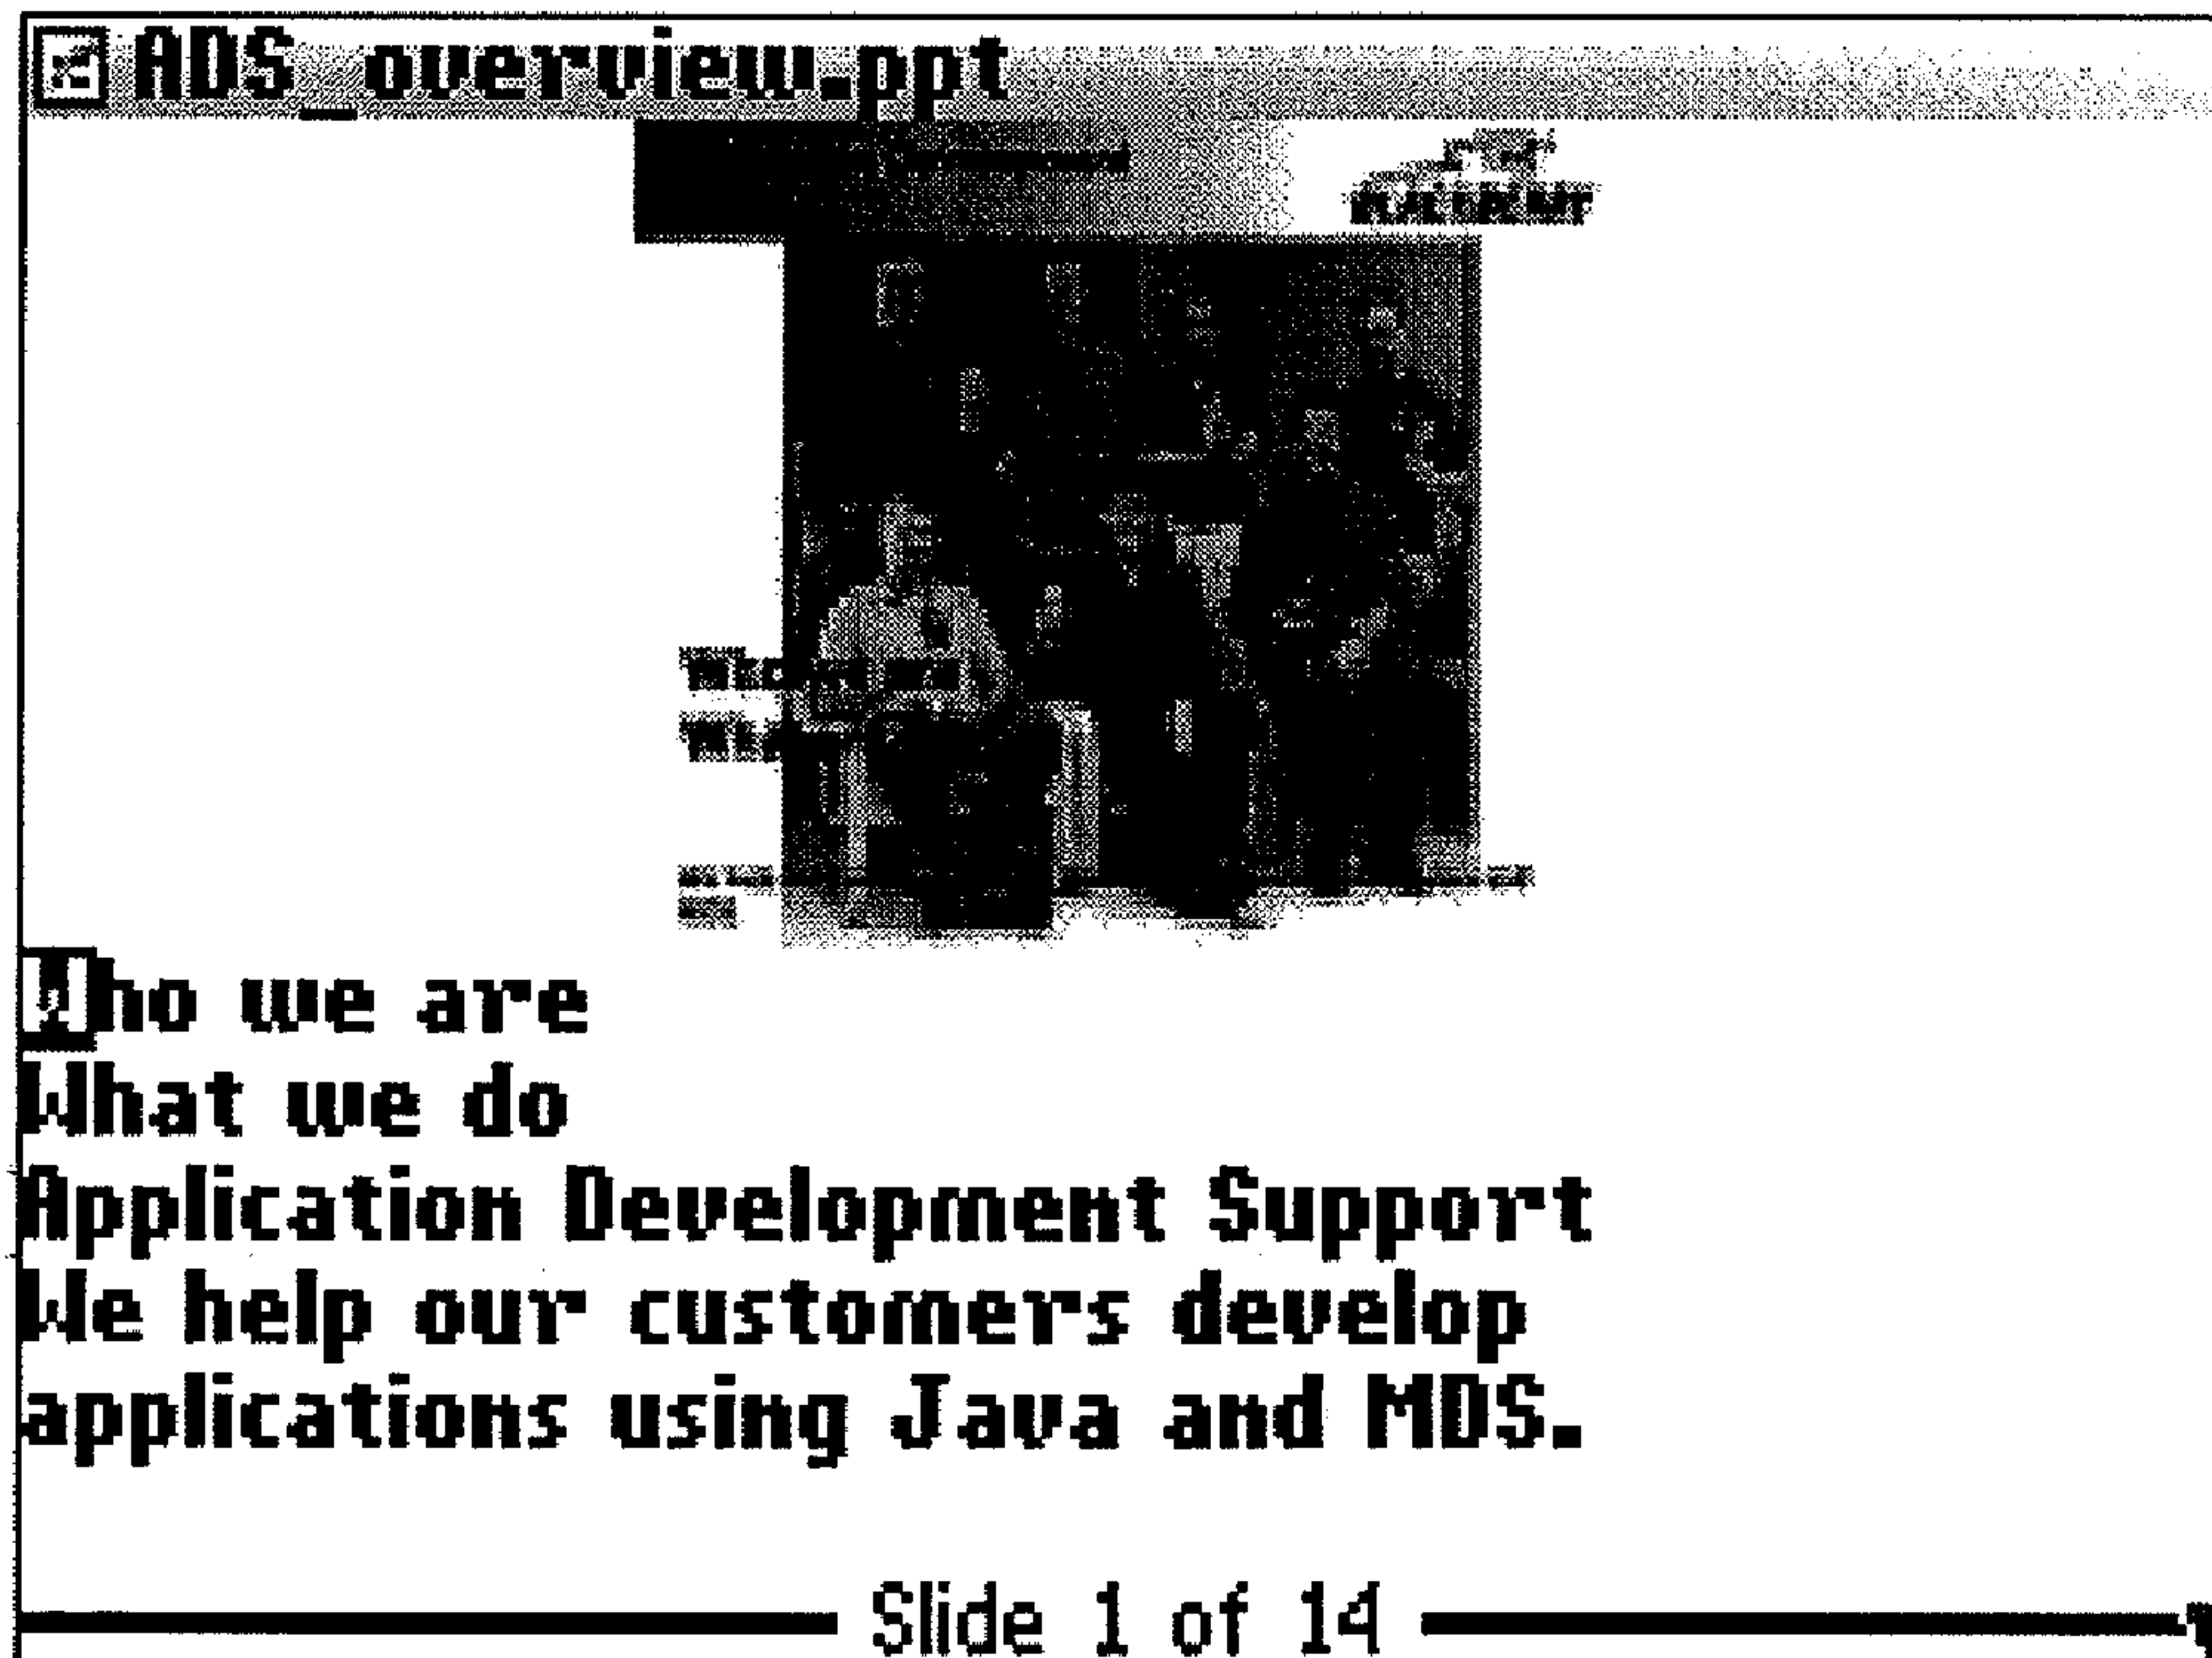 ADS_overview.ppt
Who we are
What we do
Application Development Support
We help our customers develop
applications using Java and MDS.
Slide 1 of 14